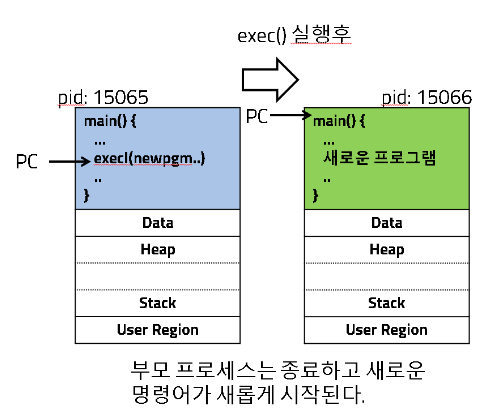 exec() 실행후
pid: 15065
pid: 15066
PC
main() {
...
execl(newpgm..)
..
}
Data
Heap
Stack
User Region
PC
main() {
...
새로운 프로그램
..
}
Data
Heap
Stack
User Region
부모 프로세스는 종료하고 새로운
명령어가 새롭게 시작된다.